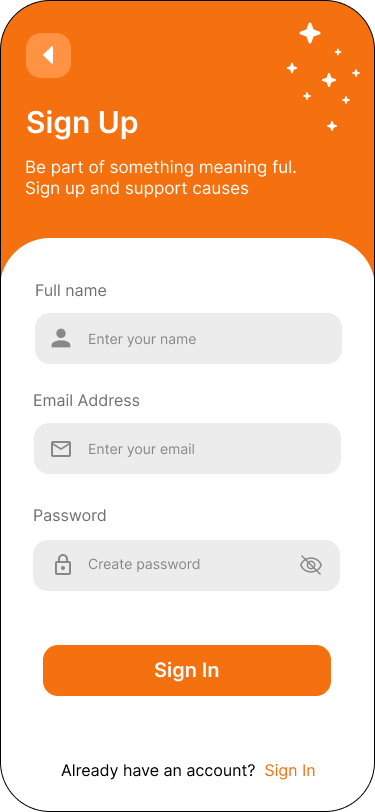 Sign Up
Be part of something meaning ful.
Sign up and support causes
Full name
Enter your name
Email Address
Enter your email
Password
Create password
Sign In
Already have an account? Sign In